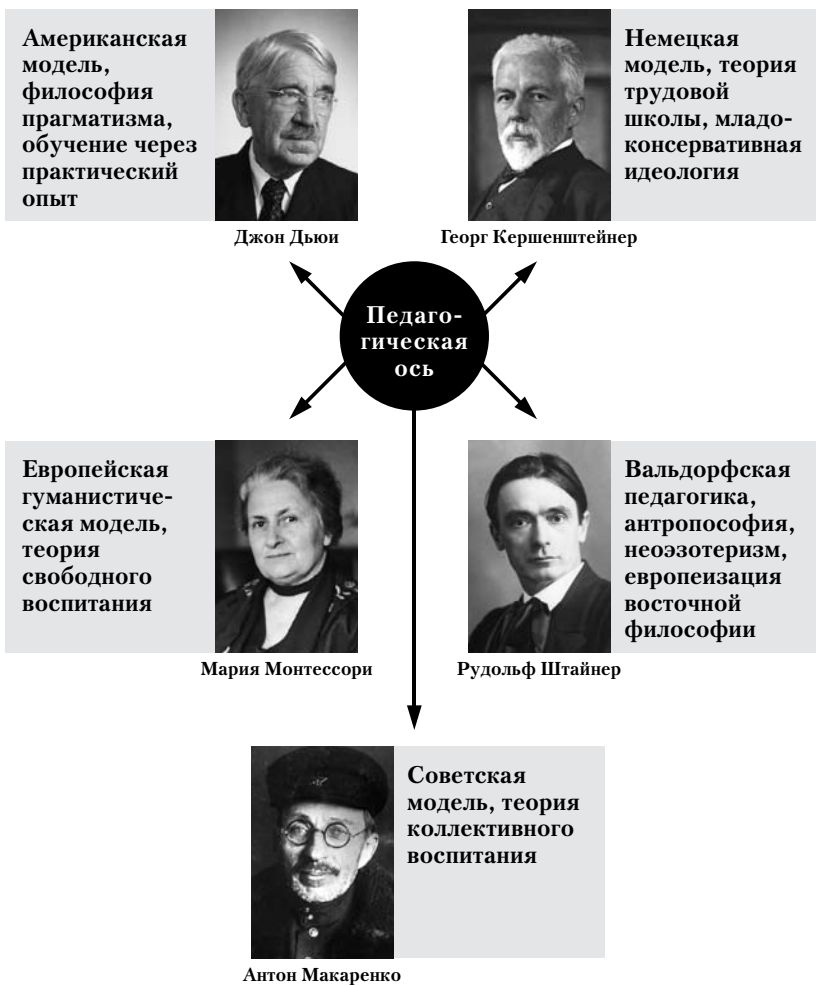 Американская
модель,
философия
прагматизма,
обучение через
практический
опыт
Джон Дьюи
Немецкая
модель, теория
трудовой
школы, младо-
консервативная
идеология
Георг Кершенштейнер
Педаго-
гическая
ось
Европейская
гуманистиче-
ская модель,
теория
свободного
воспитания
Мария Монтессори
Вальдорфская
педагогика,
антропософия,
неоэзотеризм,
европеизация
восточной
философии
Рудольф Штайнер
Советская
модель, теория
коллективного
воспитания
Антон Макаренко